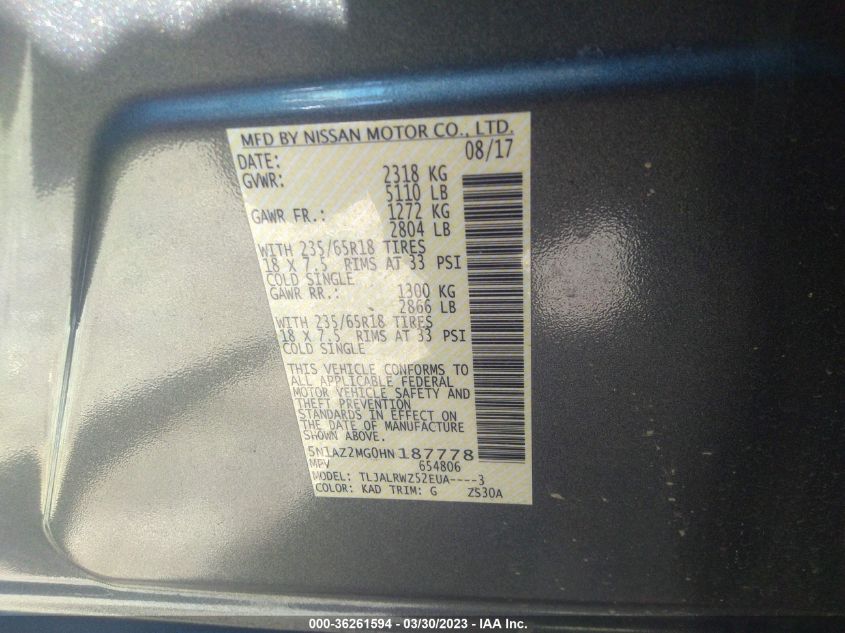 MFD BY NISSAN MOTOR CO., LTD.
DATE: 08/17
GVWR: 2318 KG
5110 LB
GAWR FR.: 1272 KG
2804 LB
WITH 235/65R18 TIRES
18 X 7.5 RIMS AT 33 PSI
COLD SINGLE
GAWR RR.: 1300 KG
2866 LB
WITH 235/65R18 TIRES
18 X 7.5 RIMS AT 33 PSI
COLD SINGLE
THIS VEHICLE CONFORMS TO
ALL APPLICABLE FEDERAL
MOTOR VEHICLE SAFETY AND
THEFT PREVENTION
STANDARDS IN EFFECT ON
THE DATE OF MANUFACTURE
SHOWN ABOVE.
5N1AZ2MG0HN187778
MPV 654806
MODEL: TLJALRWZ52EUA----3
COLOR: KAD TRIM: G Z530A
000-36261594 — 03/30/2023 — IAA Inc.